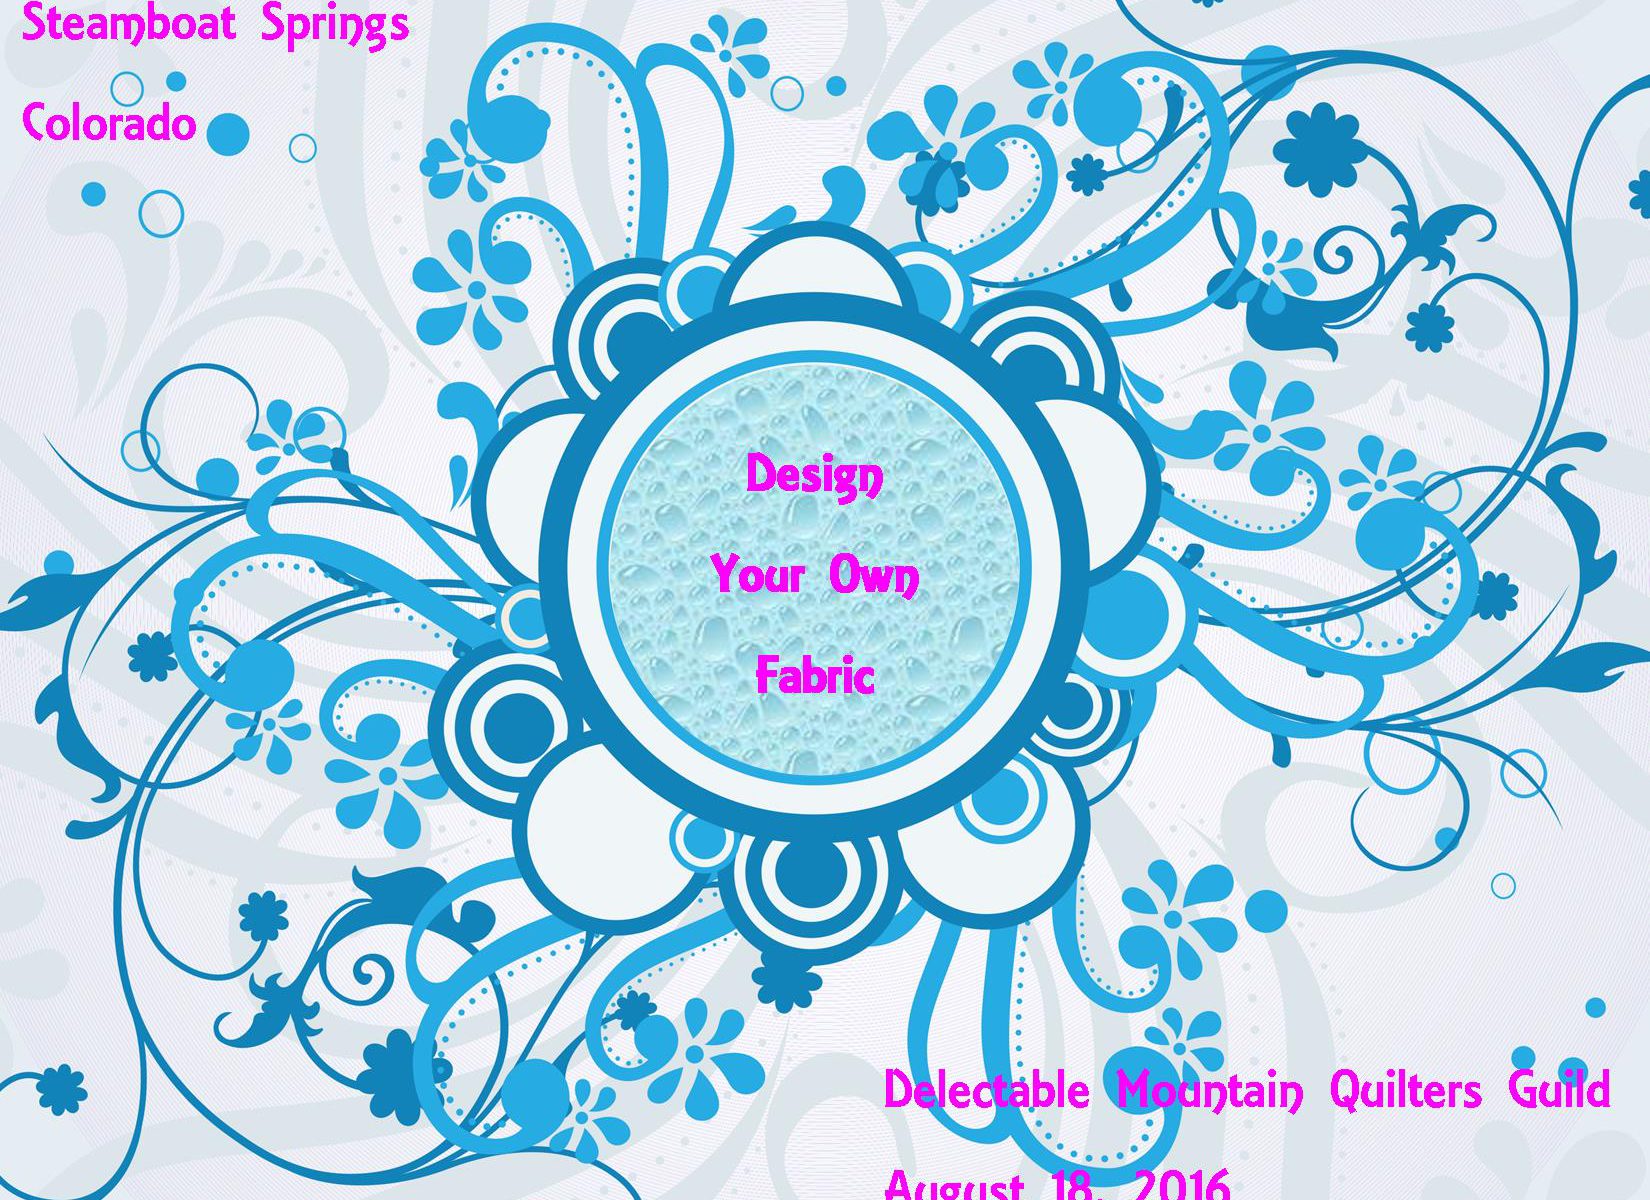 Steamboat Springs
Colorado
Design
Your Own
Fabric
Delectable Mountain Quilters Guild
August 18, 2016